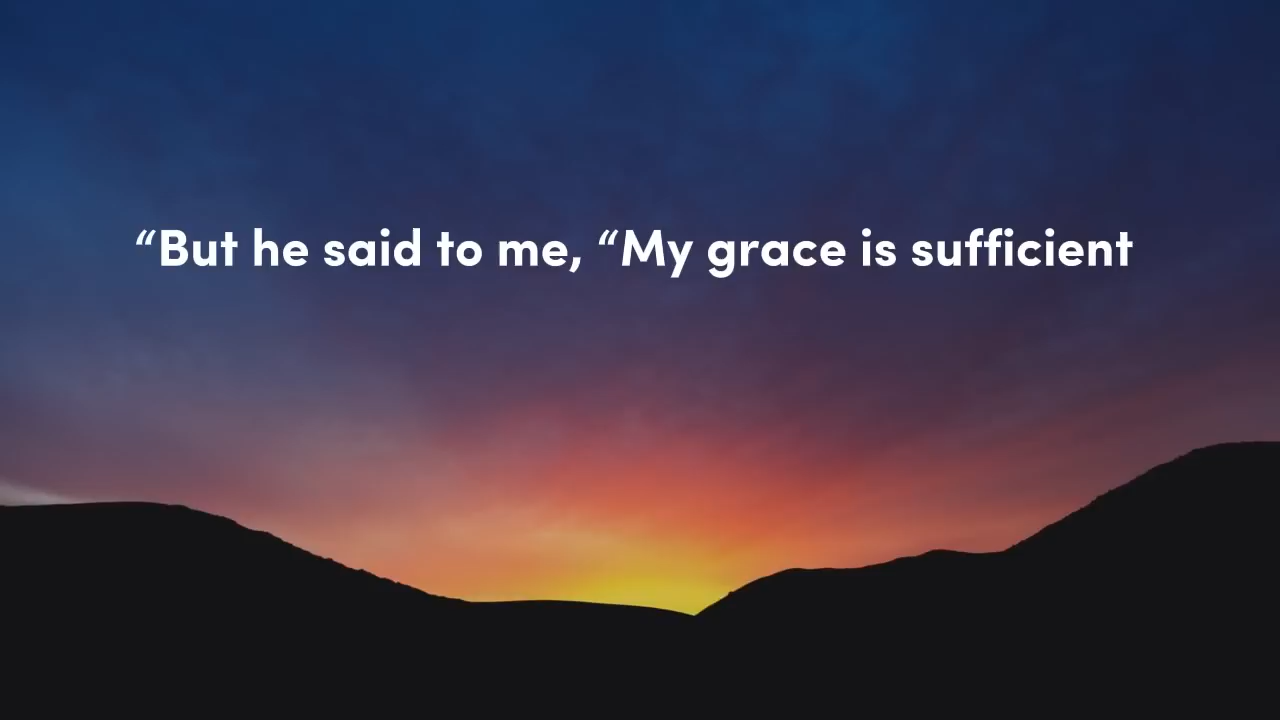 “But he said to me, “My grace is sufficient